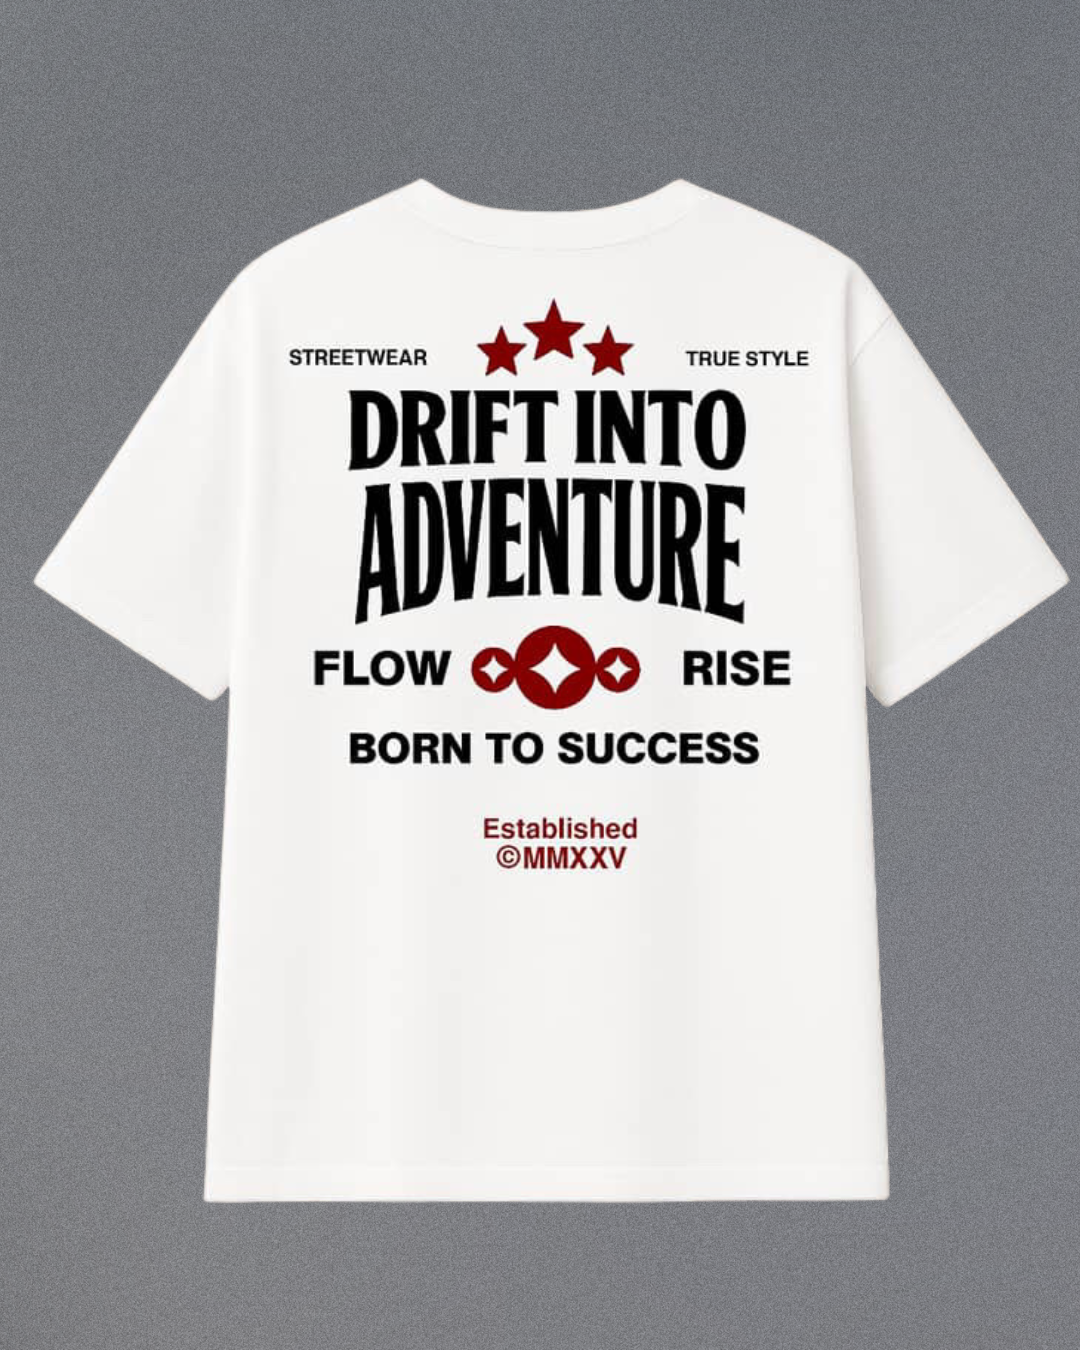 STREETWEAR TRUE STYLE
DRIFT INTO
ADVENTURE
FLOW RISE
BORN TO SUCCESS
Established
©MMXXV